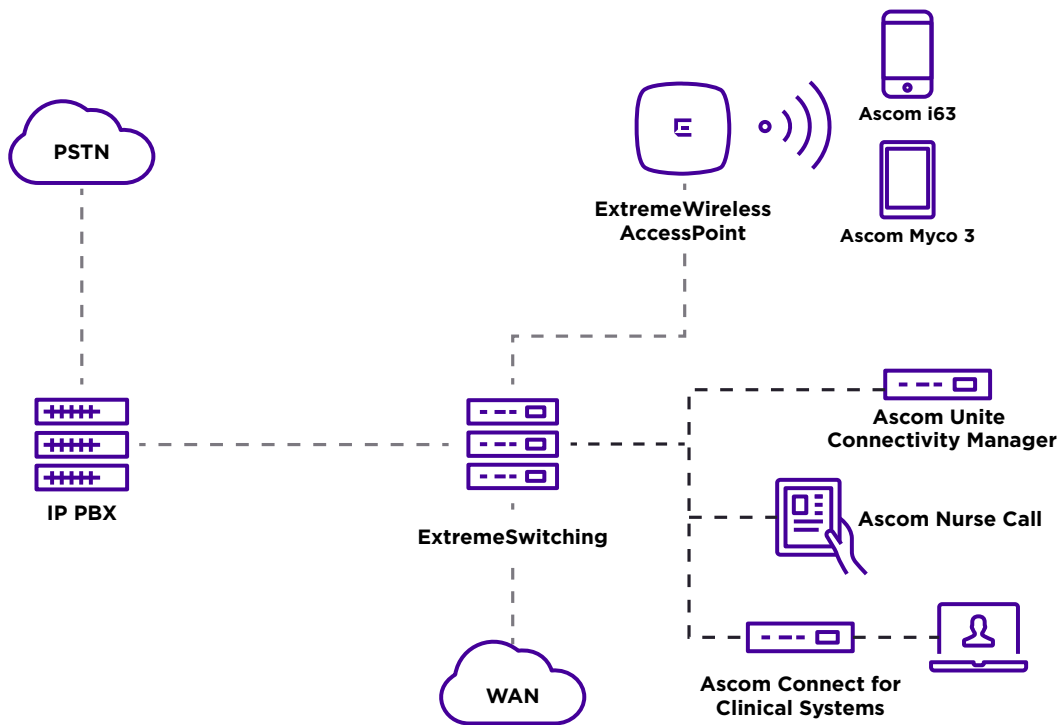 Ascom i63
PSTN
ExtremeWireless
AccessPoint
Ascom Myco 3
Ascom Unite
Connectivity Manager
IP PBX
ExtremeSwitching
Ascom Nurse Call
WAN
Ascom Connect for
Clinical Systems